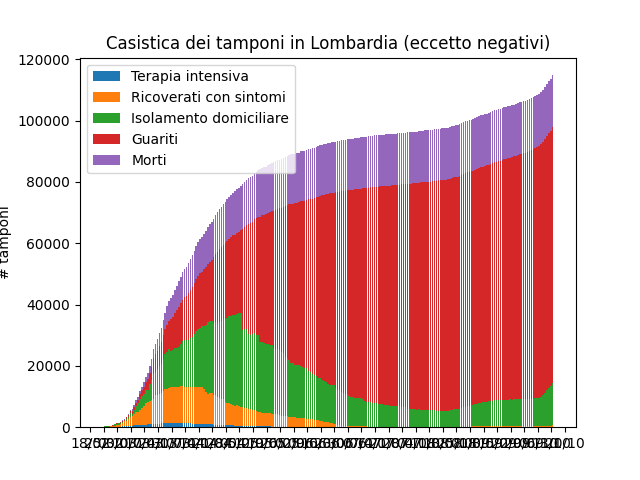 Casistica dei tamponi in Lombardia (eccetto negativi)
120000
100000
80000
60000
40000
20000
0
# tamponi
Terapia intensiva
Ricoverati con sintomi
Isolamento domiciliare
Guariti
Morti